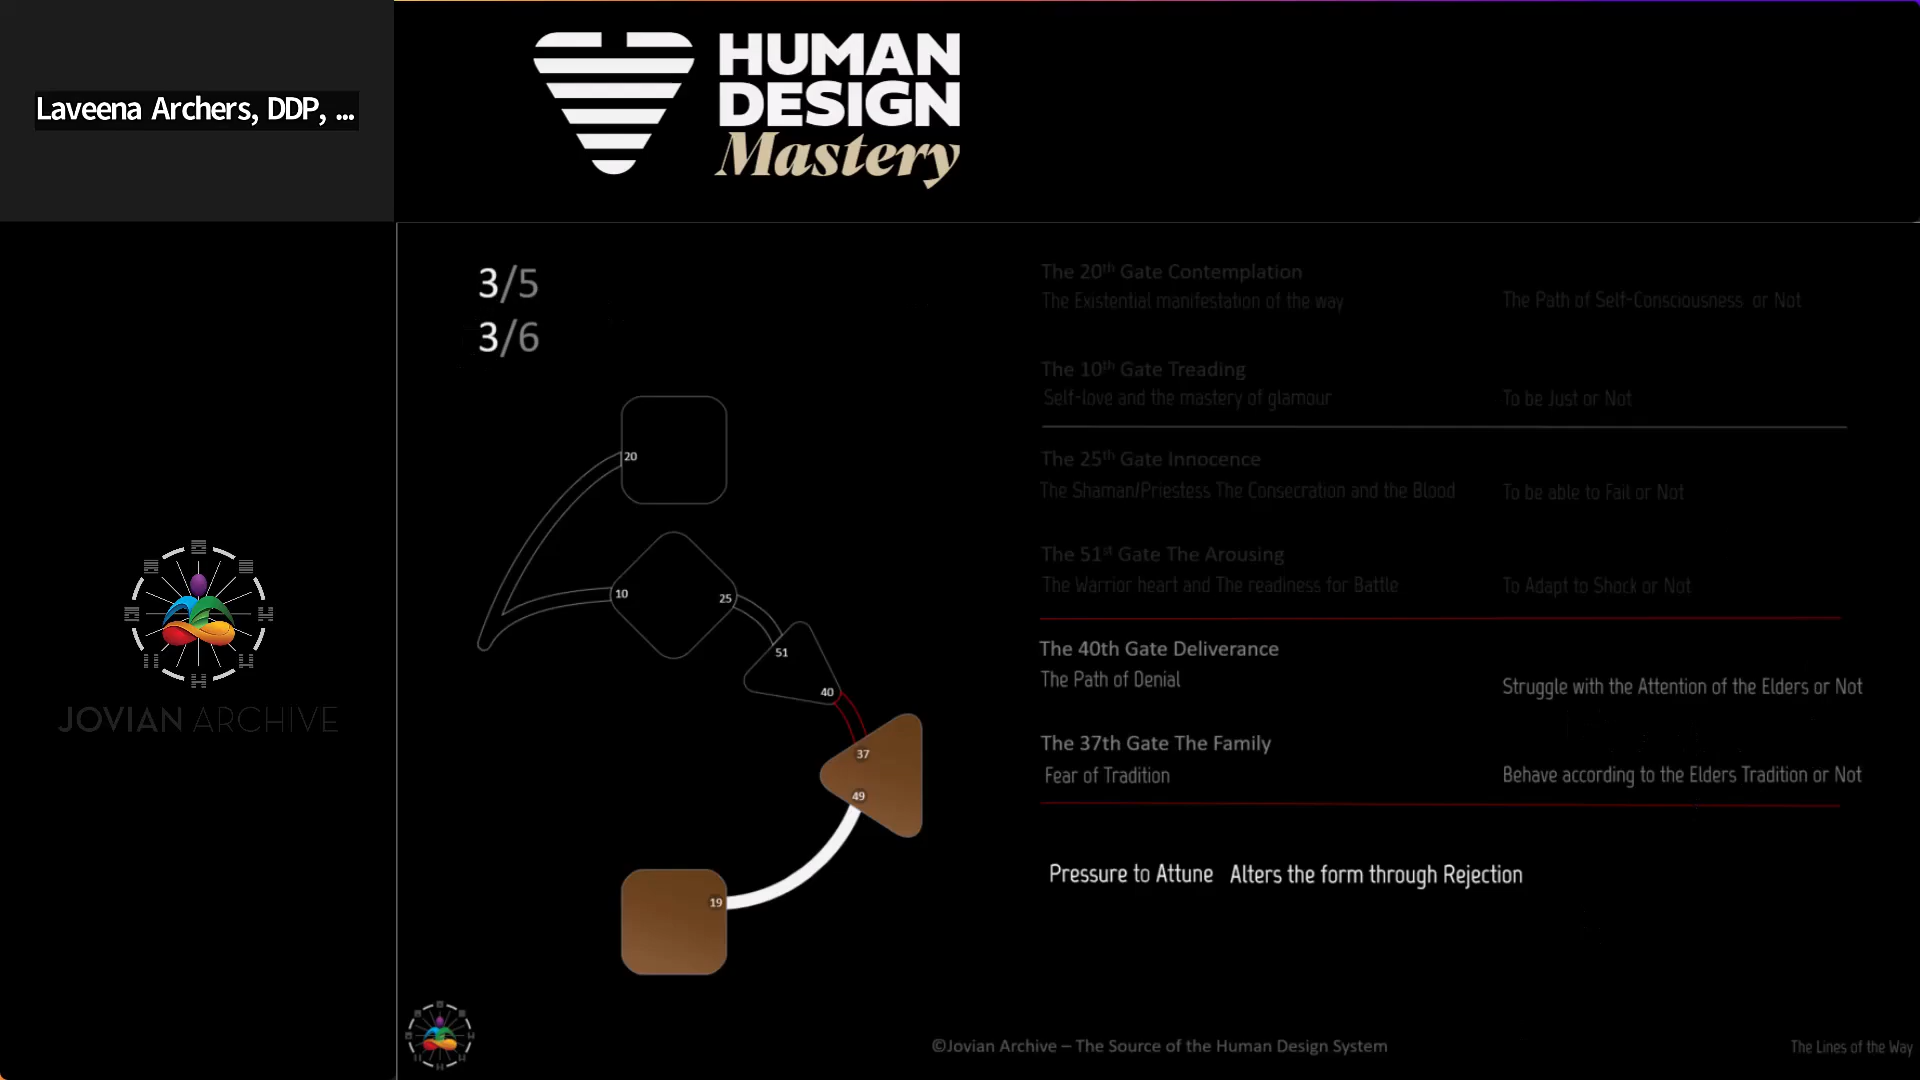 Laveena Archers, DDP, ...
HUMAN
DESIGN
Mastery
3/5
3/6
The 20th Gate Contemplation
The Existential manifestation of the way
The Path of Self-Consciousness or Not
The 10th Gate Treading
Self-love and the mastery of glamour
To be Just or Not
The 25th Gate Innocence
The Shaman/Priestess The Consecration and the Blood
To be able to Fail or Not
The 51st Gate The Arousing
The Warrior heart and The readiness for Battle
To Adapt to Shock or Not
The 40th Gate Deliverance
The Path of Denial
Struggle with the Attention of the Elders or Not
The 37th Gate The Family
Fear of Tradition
Behave according to the Elders Tradition or Not
Pressure to Attune Alters the form through Rejection
20
10
25
51
40
37
49
19
JOVIAN ARCHIVE
©Jovian Archive – The Source of the Human Design System
The Lines of the Way